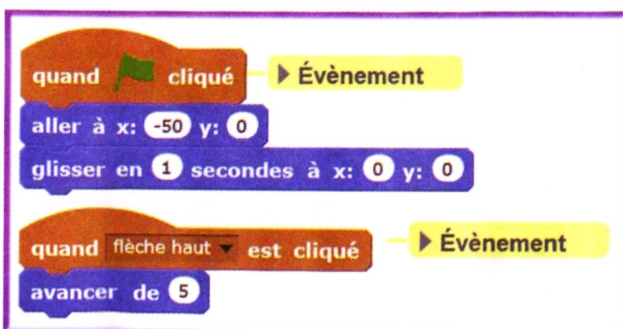 quand cliqué ▶ Évènement
aller à x: -50 y: 0
glisser en 1 secondes à x: 0 y: 0
quand flèche haut est cliqué ▶ Évènement
avancer de 5